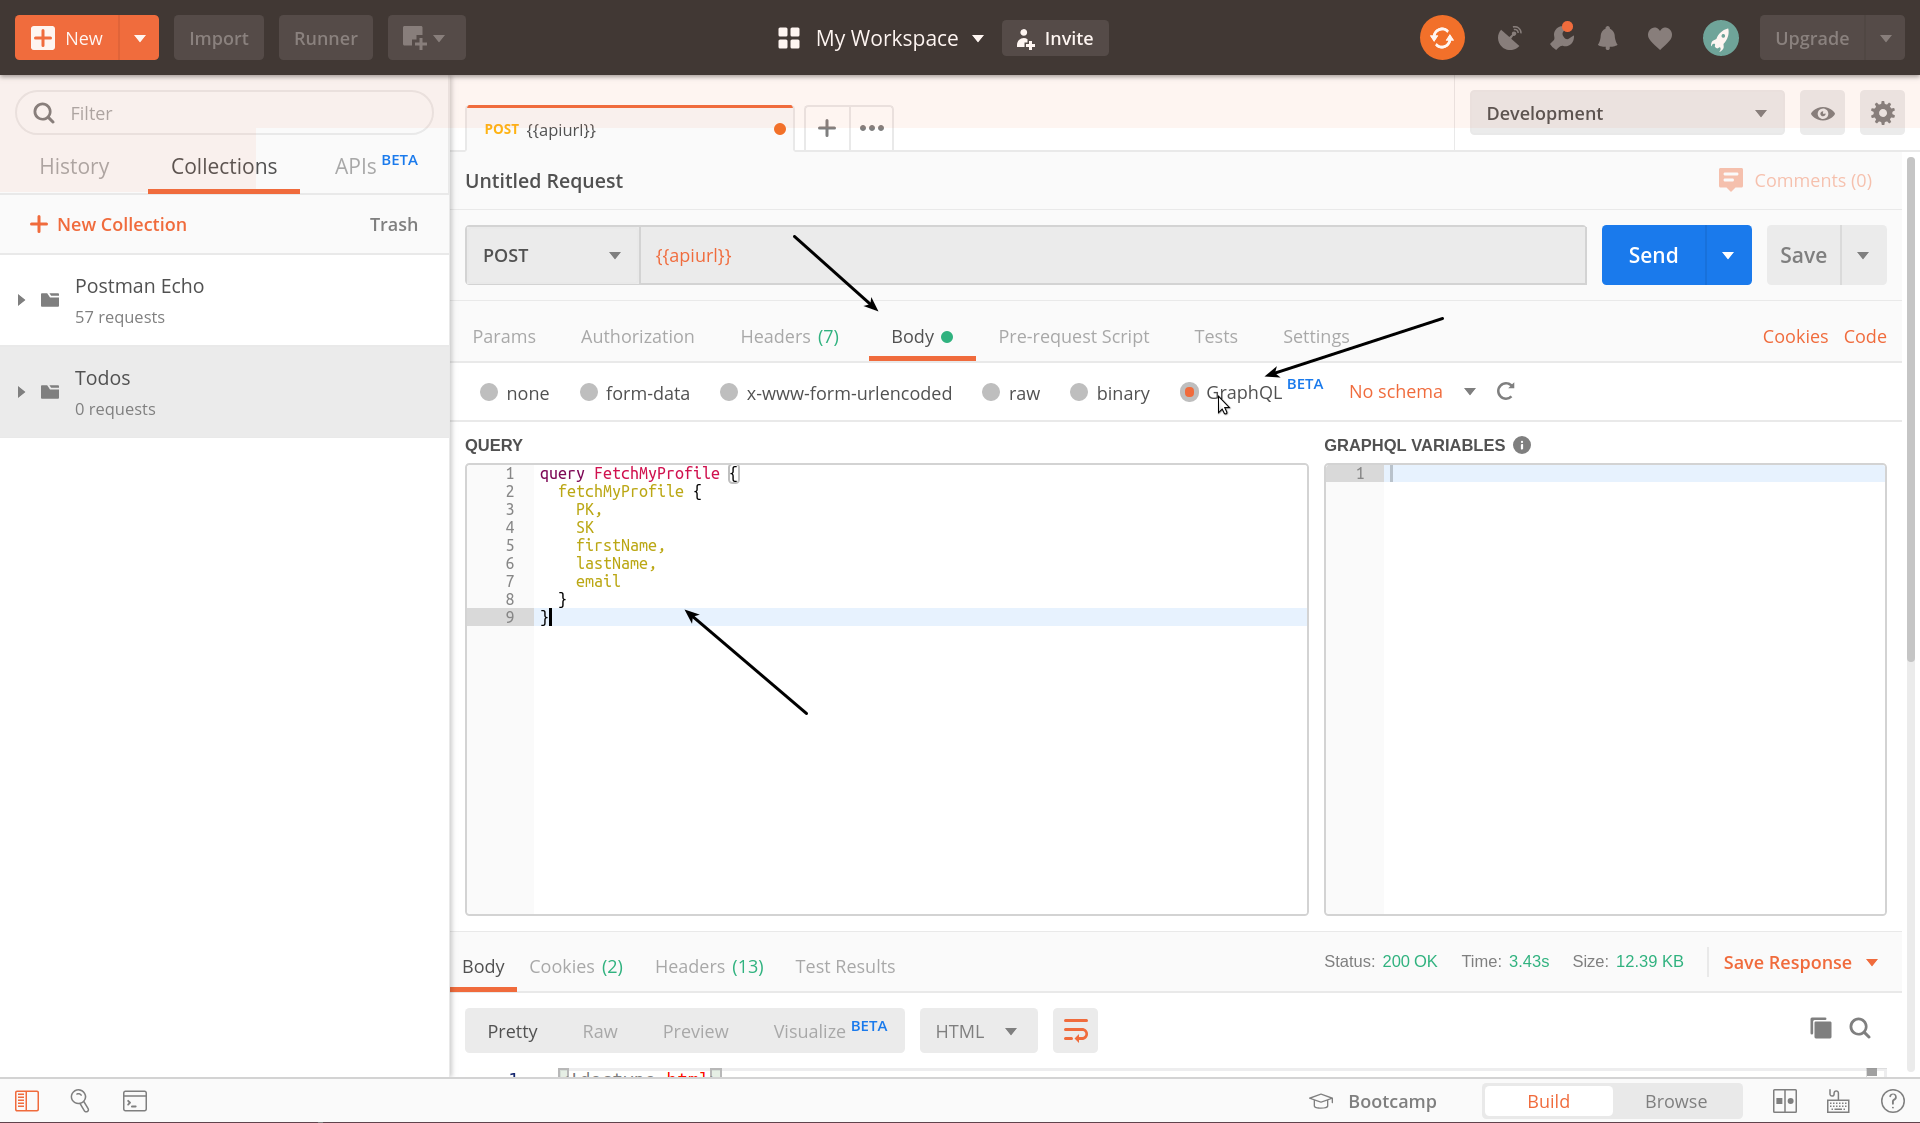 New Import Runner My Workspace Invite Upgrade
Filter
POST {{apiurl}} Development
History Collections APIs BETA
Untitled Request Comments (0)
New Collection Trash
POST {{apiurl}} Send Save
Postman Echo
57 requests
Params Authorization Headers (7) Body Pre-request Script Tests Settings Cookies Code
Todos
0 requests
none form-data x-www-form-urlencoded raw binary GraphQL BETA No schema
QUERY GRAPHQL VARIABLES
1 query FetchMyProfile { 1
2 fetchMyProfile {
3 PK,
4 SK
5 firstName,
6 lastName,
7 email
8 }
9 }
Body Cookies (2) Headers (13) Test Results Status: 200 OK Time: 3.43s Size: 12.39 KB Save Response
Pretty Raw Preview Visualize BETA HTML
Bootcamp Build Browse